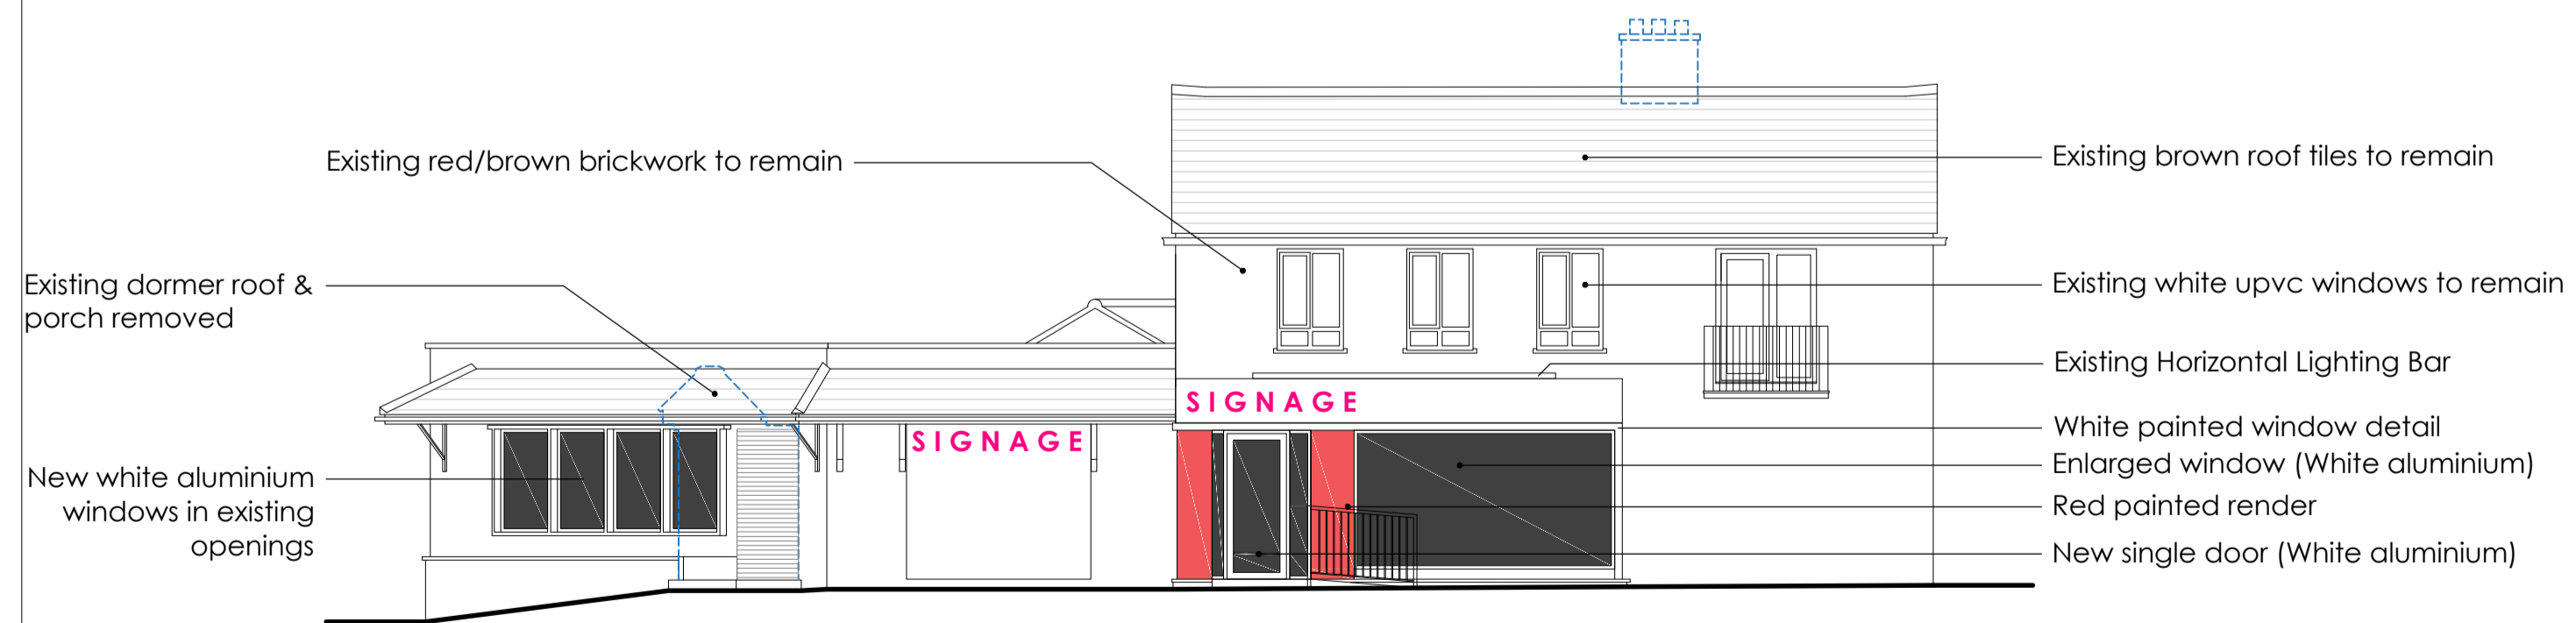 Existing red/brown brickwork to remain
Existing dormer roof &
porch removed
New white aluminium
windows in existing
openings
SIGNAGE
SIGNAGE
Existing brown roof tiles to remain
Existing white upvc windows to remain
Existing Horizontal Lighting Bar
White painted window detail
Enlarged window (White aluminium)
Red painted render
New single door (White aluminium)